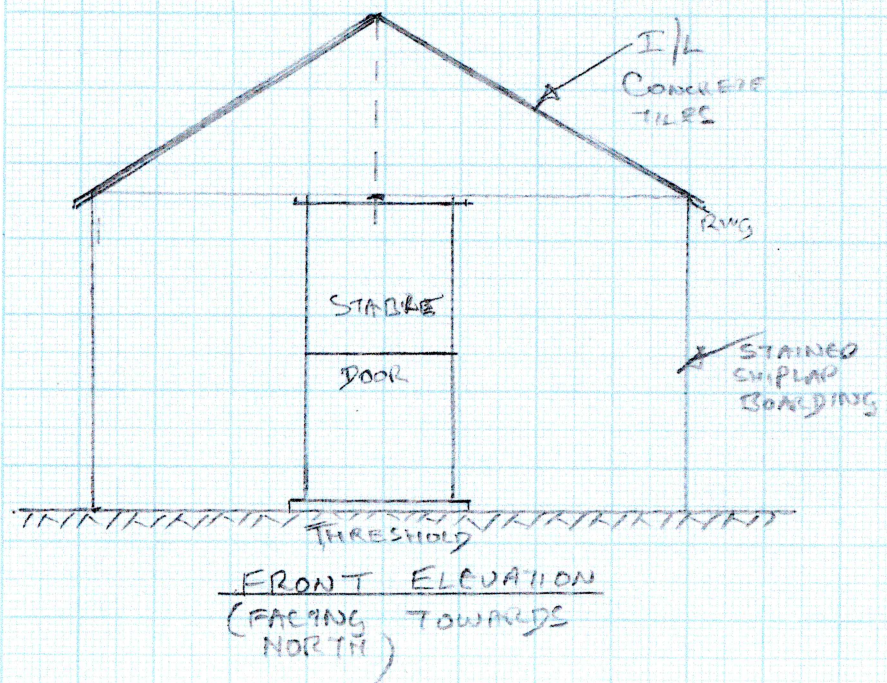 I/L
CONCRETE
TILES
RWG
STABLE
DOOR
STAINED
SHIPLAP
BOARDING
THRESHOLD
FRONT ELEVATION
(FACING TOWARDS
NORTH)